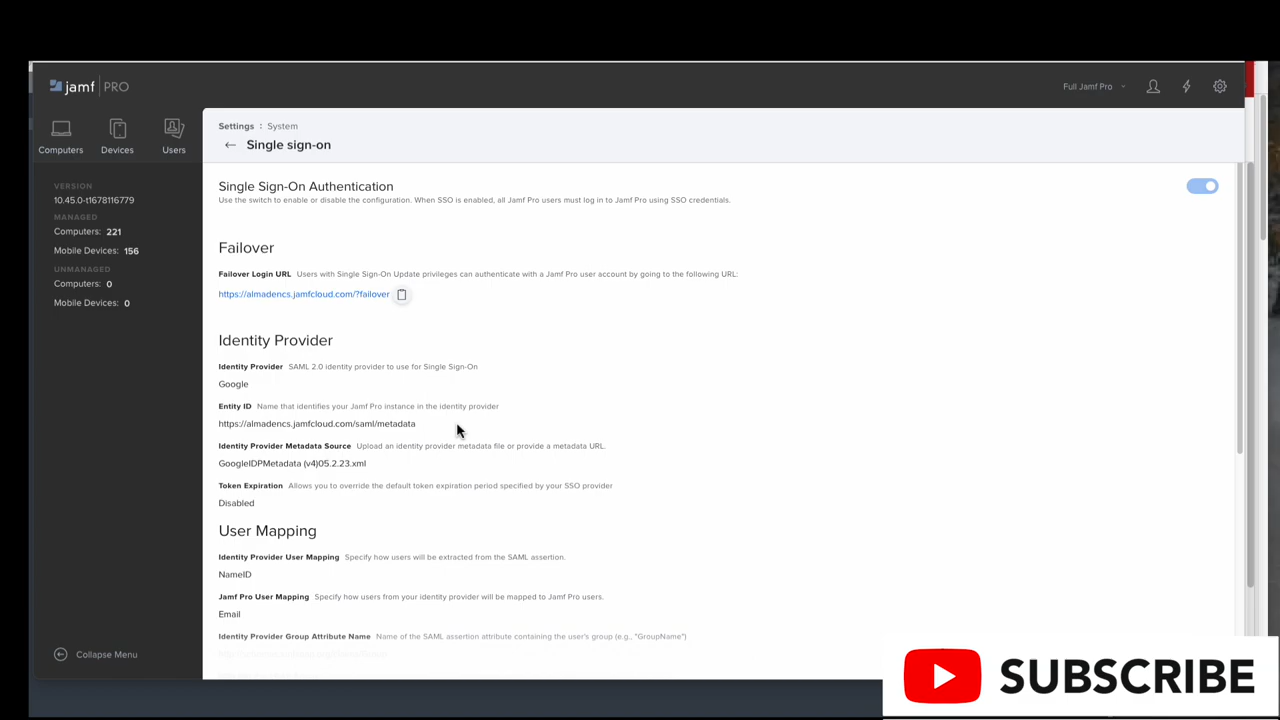 jamf PRO
Full Jamf Pro
Computers
Devices
Users
VERSION
10.45.0-t1678116779
MANAGED
Computers: 221
Mobile Devices: 156
UNMANAGED
Computers: 0
Mobile Devices: 0
Collapse Menu
Settings : System
← Single sign-on
Single Sign-On Authentication
Use the switch to enable or disable the configuration. When SSO is enabled, all Jamf Pro users must log in to Jamf Pro using SSO credentials.
Failover
Failover Login URL Users with Single Sign-On Update privileges can authenticate with a Jamf Pro user account by going to the following URL:
https://almadencs.jamfcloud.com/?failover
Identity Provider
Identity Provider SAML 2.0 identity provider to use for Single Sign-On
Google
Entity ID Name that identifies your Jamf Pro instance in the identity provider
https://almadencs.jamfcloud.com/saml/metadata
Identity Provider Metadata Source Upload an identity provider metadata file or provide a metadata URL.
GoogleIDPMetadata (v4)05.2.23.xml
Token Expiration Allows you to override the default token expiration period specified by your SSO provider
Disabled
User Mapping
Identity Provider User Mapping Specify how users will be extracted from the SAML assertion.
NameID
Jamf Pro User Mapping Specify how users from your identity provider will be mapped to Jamf Pro users.
Email
Identity Provider Group Attribute Name Name of the SAML assertion attribute containing the user's group (e.g., "GroupName")
SUBSCRIBE